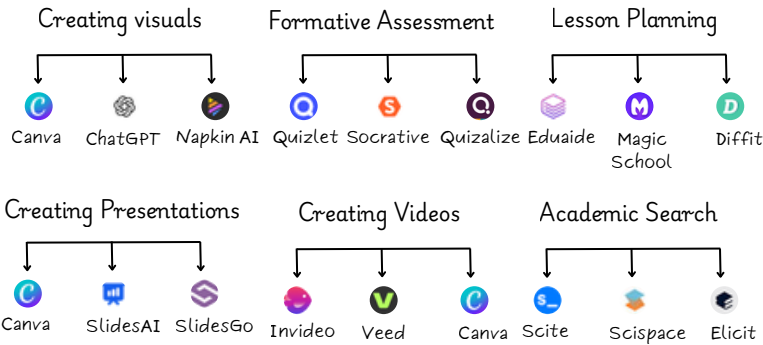 Creating visuals
Canva
ChatGPT
Napkin AI
Formative Assessment
Quizlet
Socrative
Quizalize
Lesson Planning
Eduaide
Magic
School
Diffit
Creating Presentations
Canva
SlidesAI
SlidesGo
Creating Videos
Invideo
Veed
Canva
Academic Search
Scite
Scispace
Elicit